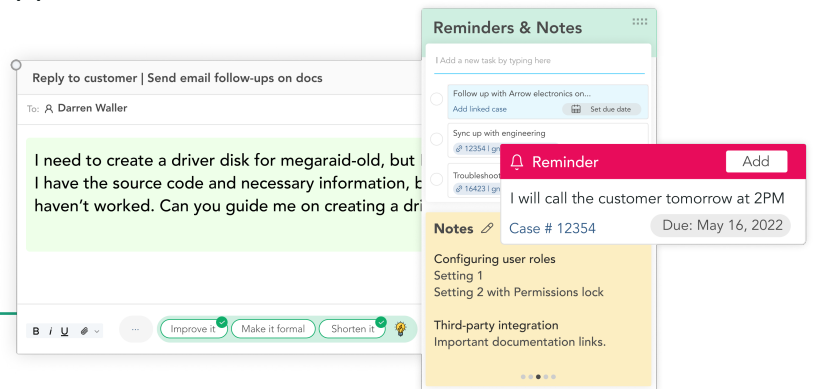 Reply to customer | Send email follow-ups on docs
To: Darren Waller
I need to create a driver disk for megaraid-old, but
I have the source code and necessary information,
haven't worked. Can you guide me on creating a
B i U
...
Improve it
Make it formal
Shorten it
Reminders & Notes
Add a new task by typing here
Follow up with Arrow electronics on...
Add linked case
Set due date
Sync up with engineering
12354 |
Troubleshoot
16423 |
Reminder
Add
I will call the customer tomorrow at 2PM
Case # 12354
Due: May 16, 2022
Notes
Configuring user roles
Setting 1
Setting 2 with Permissions lock
Third-party integration
Important documentation links.